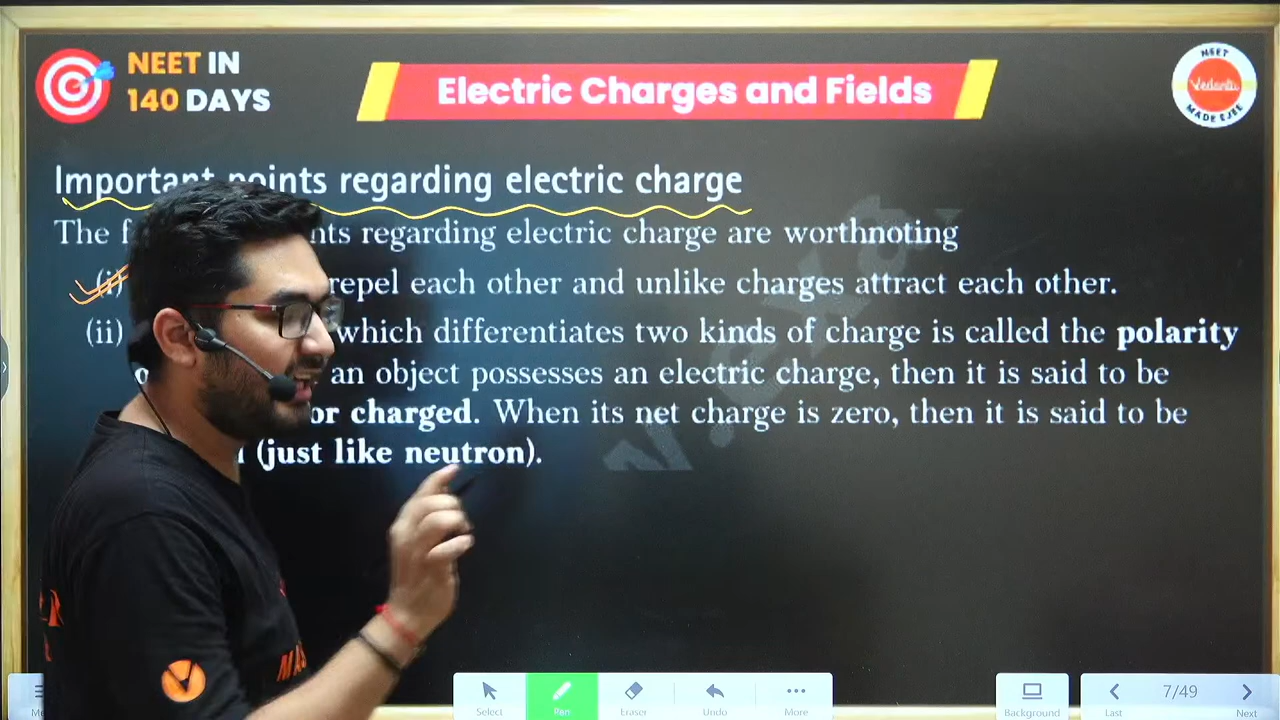 NEET IN
140 DAYS
Electric Charges and Fields
NEET
Vedantu
MADE EJEE
Important points regarding electric charge
The nts regarding electric charge are worthnoting
(i) repel each other and unlike charges attract each other.
(ii) which differentiates two kinds of charge is called the polarity
an object possesses an electric charge, then it is said to be
or charged. When its net charge is zero, then it is said to be
(just like neutron).
Select
Pen
Eraser
Undo
More
Background
Last
7/49
Next